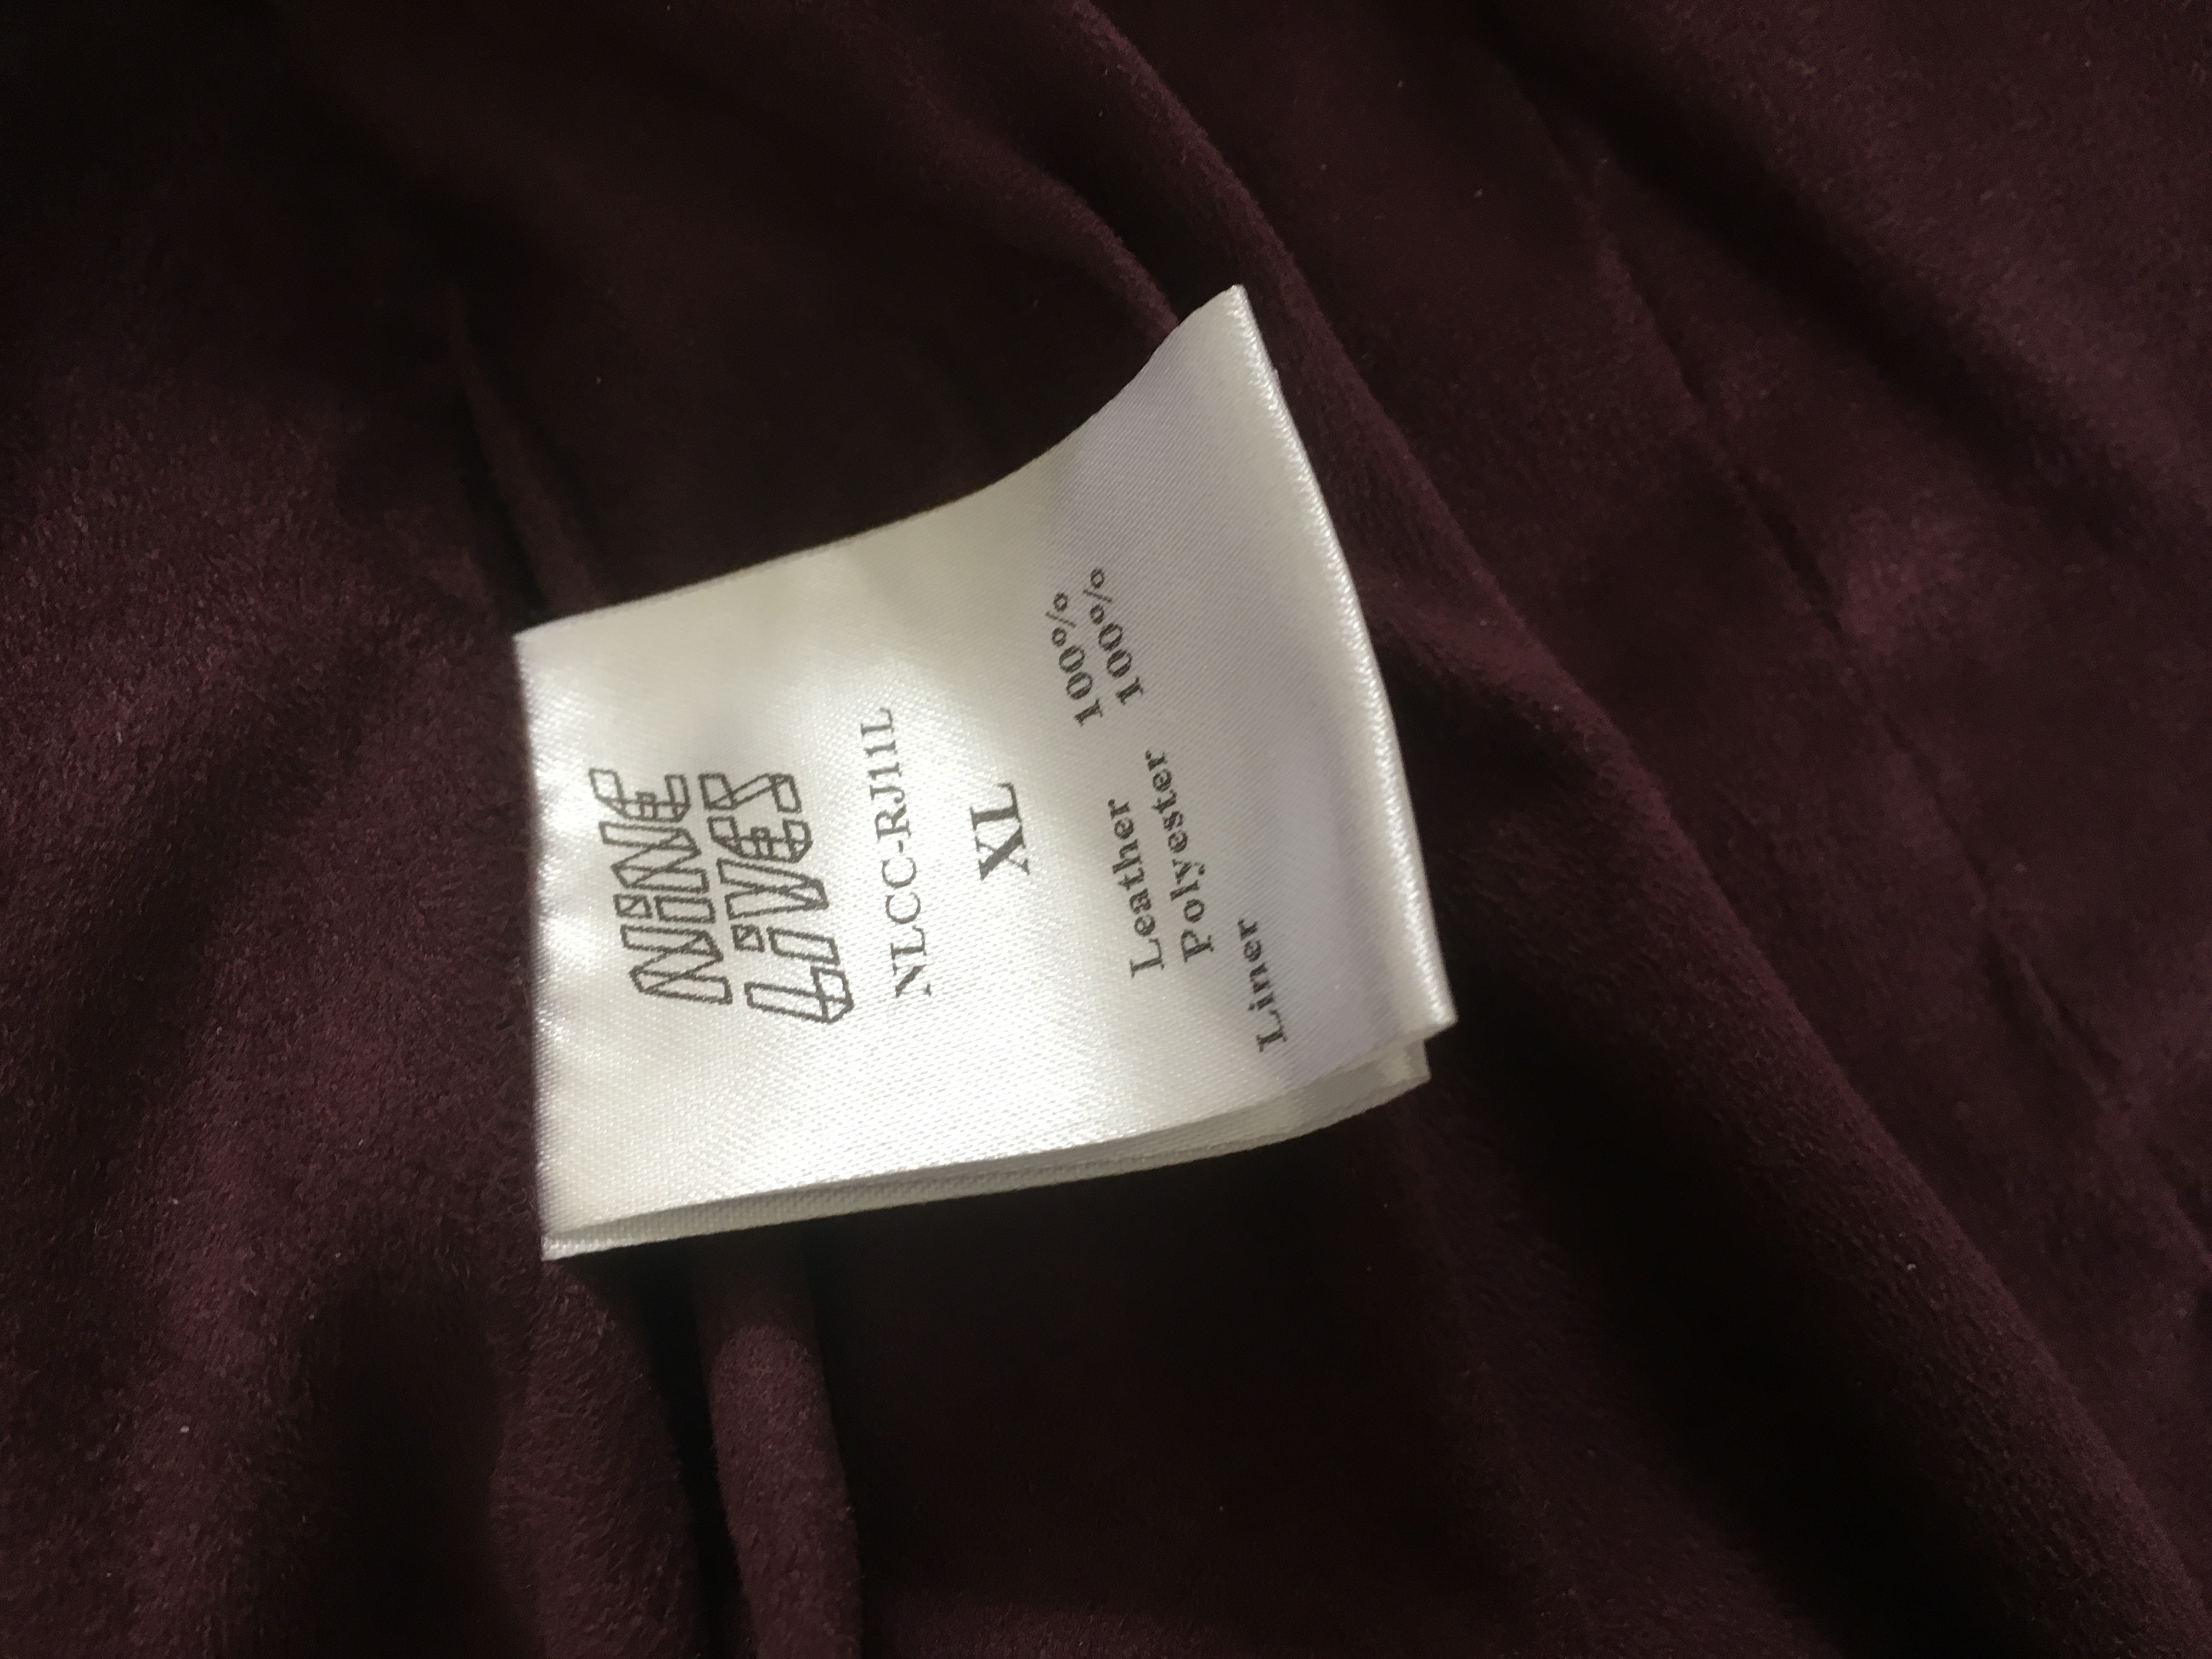 NiNE
LiVES
NLCC-RJ11L
XL
Leather 100%
Liner Polyester 100%